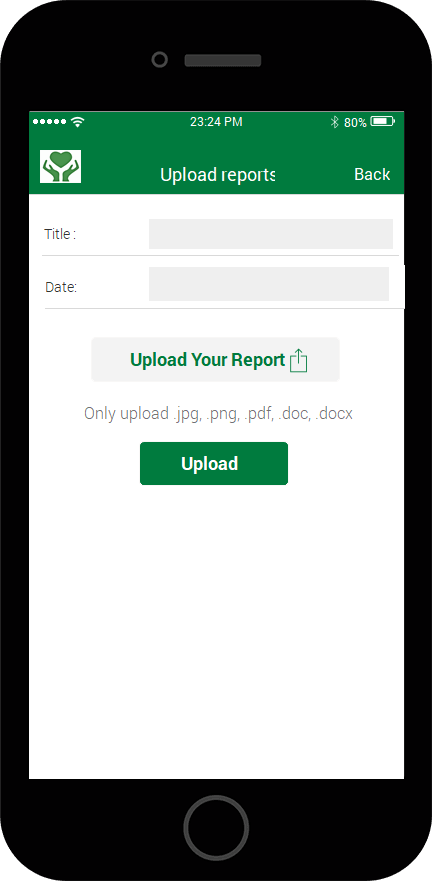 23:24 PM
80%
Upload reports
Back
Title :
Date:
Upload Your Report
Only upload .jpg, .png, .pdf, .doc, .docx
Upload